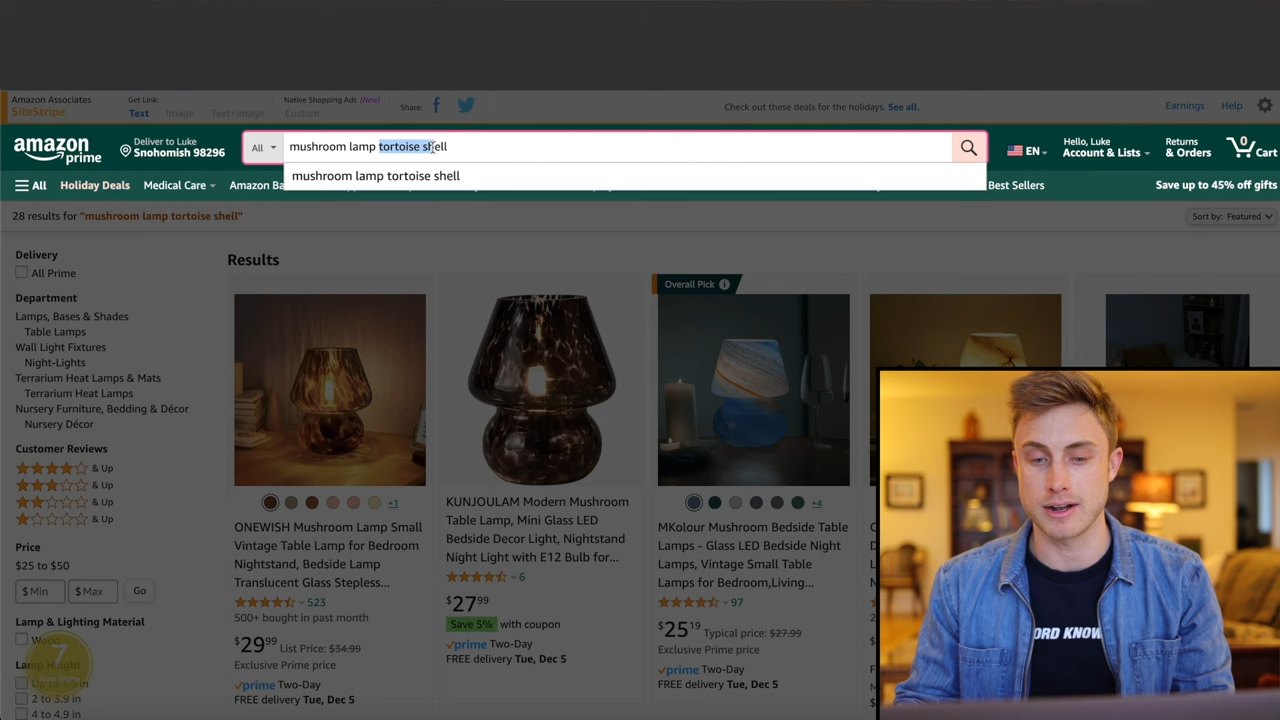 Amazon Associates
SiteStripe
Get Link:
Text Image Text+Image
Native Shopping Ads (New)
Custom
Share:
Check out these deals for the holidays. See all.
Earnings Help
amazon prime
Deliver to Luke
Snohomish 98296
All
mushroom lamp tortoise shell
EN
Hello, Luke
Account & Lists
Returns
& Orders
0
Cart
mushroom lamp tortoise shell
All Holiday Deals Medical Care Amazon Ba Best Sellers Save up to 45% off gifts
28 results for "mushroom lamp tortoise shell"
Sort by: Featured
Delivery
All Prime
Department
Lamps, Bases & Shades
Table Lamps
Wall Light Fixtures
Night-Lights
Terrarium Heat Lamps & Mats
Terrarium Heat Lamps
Nursery Furniture, Bedding & Décor
Nursery Décor
Customer Reviews
& Up
& Up
& Up
& Up
Price
$25 to $50
$ Min $ Max Go
Lamp & Lighting Material
Lamp
7
2 to 3.9 in
4 to 4.9 in
Results
Overall Pick
+1
ONEWISH Mushroom Lamp Small
Vintage Table Lamp for Bedroom
Nightstand, Bedside Lamp
Translucent Glass Stepless...
523
500+ bought in past month
$29 99 List Price: $34.99
Exclusive Prime price
prime Two-Day
FREE delivery Tue, Dec 5
KUNJOULAM Modern Mushroom
Table Lamp, Mini Glass LED
Bedside Decor Light, Nightstand
Night Light with E12 Bulb for...
6
$27 99
Save 5% with coupon
prime Two-Day
FREE delivery Tue, Dec 5
+4
MKolour Mushroom Bedside Table
Lamps - Glass LED Bedside Night
Lights, Vintage Small Table
Lamps for Bedroom,Living...
97
$25 19 Typical price: $27.99
Exclusive Prime price
prime Two-Day
FREE delivery Tue, Dec 5
ORD KNOW